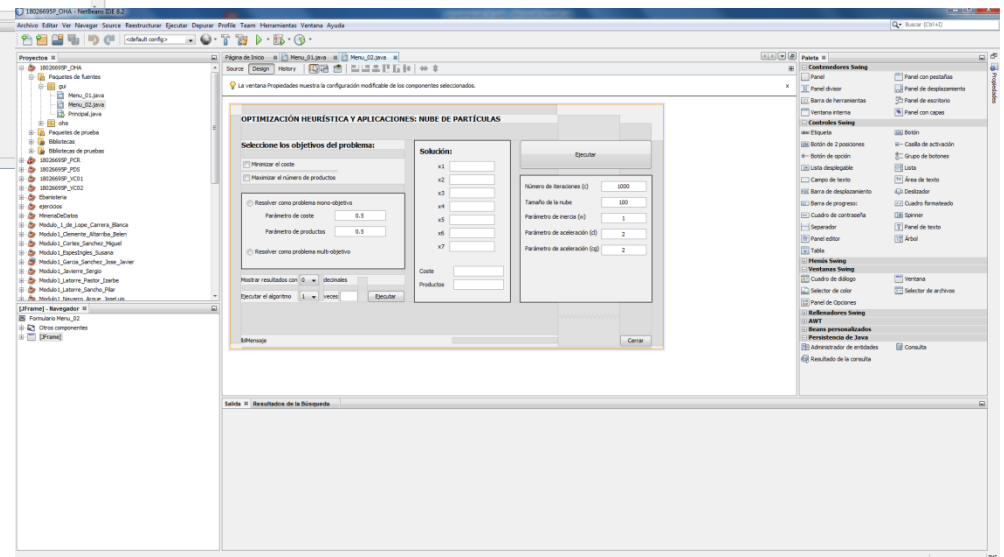 18026695P_OHA - NetBeans IDE 8.2
Archivo Editar Ver Navegar Source Reestructurar Ejecutar Depurar Profile Team Herramientas Ventana Ayuda
Buscar (Ctrl+I)
<default config>
Proyectos
18026695P_OHA
Paquetes de fuentes
gui
Menu_01.java
Menu_02.java
Principal.java
oha
Paquetes de prueba
Bibliotecas
Bibliotecas de pruebas
18026695P_PCR
18026695P_PDS
18026695P_VC01
18026695P_VC02
Ebanisteria
ejercicios
MineriaDeDatos
Modulo_1_de_Lope_Carrera_Blanca
Modulo1_Clemente_Altarriba_Belen
Modulo1_Cortes_Sanchez_Miguel
Modulo1_EspesIngles_Susana
Modulo1_Garcia_Sanchez_Jose_Javier
Modulo1_Javierre_Sergio
Modulo1_Latorre_Pastor_Izarbe
Modulo1_Latorre_Sancho_Pilar
[JFrame] - Navegador
Formulario Menu_02
Otros componentes
[JFrame]
Página de Inicio Menu_01.java Menu_02.java
Source Design History
La ventana Propiedades muestra la configuración modificable de los componentes seleccionados.
OPTIMIZACIÓN HEURÍSTICA Y APLICACIONES: NUBE DE PARTÍCULAS
Seleccione los objetivos del problema:
Minimizar el coste
Maximizar el número de productos
Resolver como problema mono-objetivo
Parámetro de coste 0.5
Parámetro de productos 0.5
Resolver como problema multi-objetivo
Mostrar resultados con 0 decimales
Ejecutar el algoritmo 1 veces Ejecutar
lblMensaje
Solución:
x1
x2
x3
x4
x5
x6
x7
Coste
Productos
Ejecutar
Número de iteraciones (c) 1000
Tamaño de la nube 100
Parámetro de inercia (w) 1
Parámetro de aceleración (cl) 2
Parámetro de aceleración (cg) 2
Cerrar
Salida Resultados de la Búsqueda
Paleta
Contenedores Swing
Panel Panel con pestañas
Panel divisor Panel de desplazamiento
Barra de herramientas Panel de escritorio
Ventana interna Panel con capas
Controles Swing
Etiqueta Botón
Botón de 2 posiciones Casilla de activación
Botón de opción Grupo de botones
Lista desplegable Lista
Campo de texto Área de texto
Barra de desplazamiento Deslizador
Barra de progreso: Cuadro formateado
Cuadro de contraseña Spinner
Separador Panel de texto
Panel editor Árbol
Tabla
Menús Swing
Ventanas Swing
Cuadro de diálogo Ventana
Selector de color Selector de archivos
Panel de Opciones
Rellenadores Swing
AWT
Beans personalizados
Persistencia de Java
Administrador de entidades Consulta
Resultado de la consulta
Propiedades